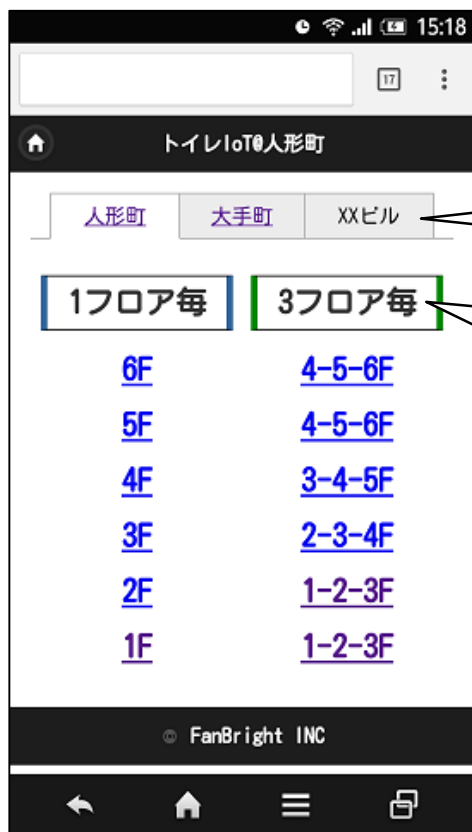 15:18
17
トイレIoT@人形町
人形町 大手町 XXビル
1フロア毎 3フロア毎
6F 4-5-6F
5F 4-5-6F
4F 3-4-5F
3F 2-3-4F
2F 1-2-3F
1F 1-2-3F
© FanBright INC